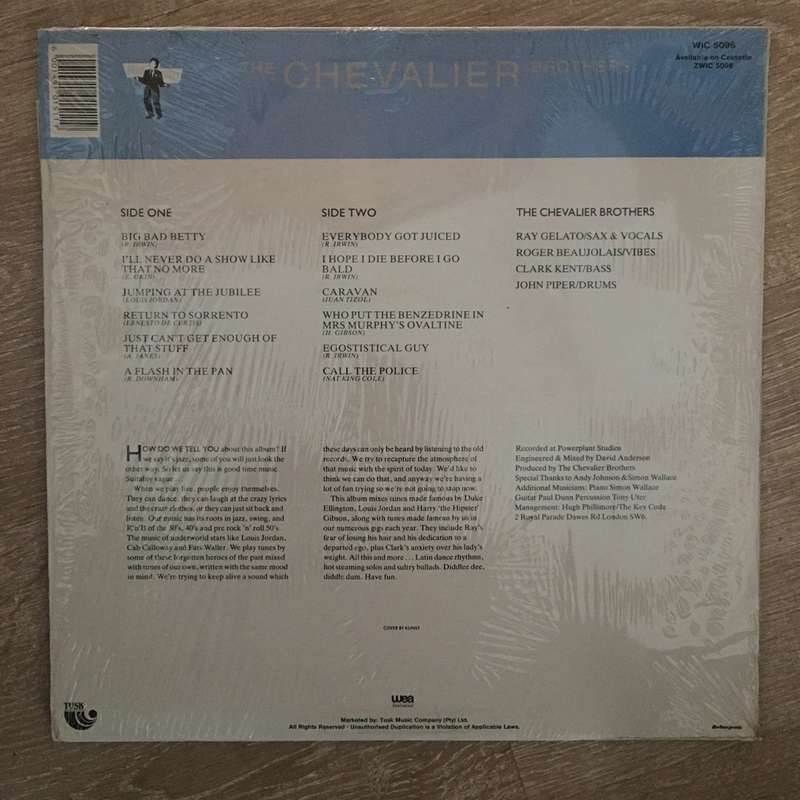 THE CHEVALIER BROTHERS
WIC 5096
Available on Cassette
ZWIC 5096
SIDE ONE
BIG BAD BETTY
(R. IRWIN)
I'LL NEVER DO A SHOW LIKE
THAT NO MORE
(E. OKIN)
JUMPING AT THE JUBILEE
(LOUIS JORDAN)
RETURN TO SORRENTO
(ERNESTO DE CURTIS)
JUST CAN'T GET ENOUGH OF
THAT STUFF
(A. JANES)
A FLASH IN THE PAN
(R. DOWNHAM)
SIDE TWO
EVERYBODY GOT JUICED
(R. IRWIN)
I HOPE I DIE BEFORE I GO
BALD
(R. IRWIN)
CARAVAN
(JUAN TIZOL)
WHO PUT THE BENZEDRINE IN
MRS MURPHY'S OVALTINE
(H. GIBSON)
EGOSTISTICAL GUY
(R. IRWIN)
CALL THE POLICE
(NAT KING COLE)
THE CHEVALIER BROTHERS
RAY GELATO/SAX & VOCALS
ROGER BEAUJOLAIS/VIBES
CLARK KENT/BASS
JOHN PIPER/DRUMS
HOW DO WE TELL YOU about this album? If
we say it's jazz, some of you will just look the
other way. So let us say this is good time music.
Suitably vague . . .
When we play live, people enjoy themselves.
They can dance, they can laugh at the crazy lyrics
and the crazy clothes, or they can just sit back and
listen. Our music has its roots in jazz, swing, and
R'n'B of the 30's, 40's and pre rock 'n' roll 50's.
The music of underworld stars like Louis Jordan,
Cab Calloway and Fats Waller. We play tunes by
some of these forgotten heroes of the past mixed
with tunes of our own, written with the same mood
in mind. We're trying to keep alive a sound which
these days can only be heard by listening to the old
records. We try to recapture the atmosphere of
that music with the spirit of today. We'd like to
think we can do that, and anyway we're having a
lot of fun trying so we're not going to stop now.
This album mixes tunes made famous by Duke
Ellington, Louis Jordan and Harry 'the Hipster'
Gibson, along with tunes made famous by us in
our numerous gigs each year. They include Ray's
fear of losing his hair and his dedication to a
departed ego, plus Clark's anxiety over his lady's
weight. All this and more . . . Latin dance rhythms,
hot steaming solos and sultry ballads. Diddlee dee,
diddly dum. Have fun.
Recorded at Powerplant Studios
Engineered & Mixed by David Anderson
Produced by The Chevalier Brothers
Special Thanks to Andy Johnson & Simon Wallace
Additional Musicians: Piano Simon Wallace
Guitar Paul Dunn Percussion Tony Uter
Management: Hugh Phillimore/The Key Code
2 Royal Parade Dawes Rd London SW6.
COVER BY KUNST
TUSK
wea
Marketed by: Tusk Music Company (Pty) Ltd.
All Rights Reserved - Unauthorised Duplication is a Violation of Applicable Laws.